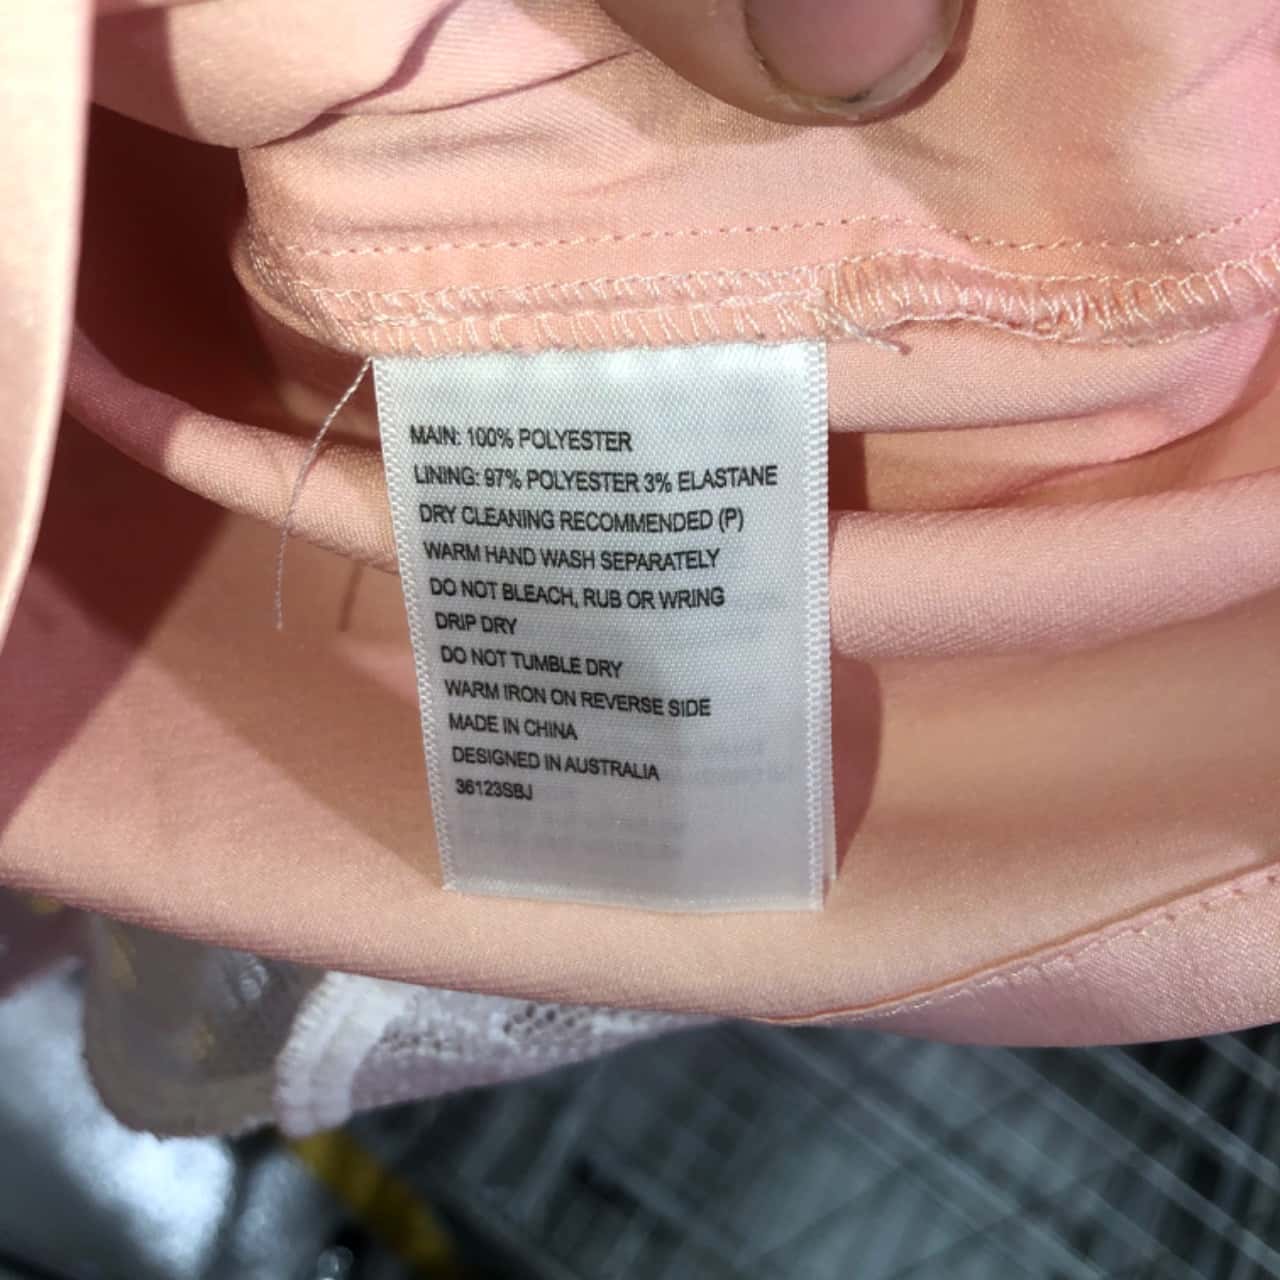 MAIN: 100% POLYESTER
LINING: 97% POLYESTER 3% ELASTANE
DRY CLEANING RECOMMENDED (P)
WARM HAND WASH SEPARATELY
DO NOT BLEACH, RUB OR WRING
DRIP DRY
DO NOT TUMBLE DRY
WARM IRON ON REVERSE SIDE
MADE IN CHINA
DESIGNED IN AUSTRALIA
36123SBJ